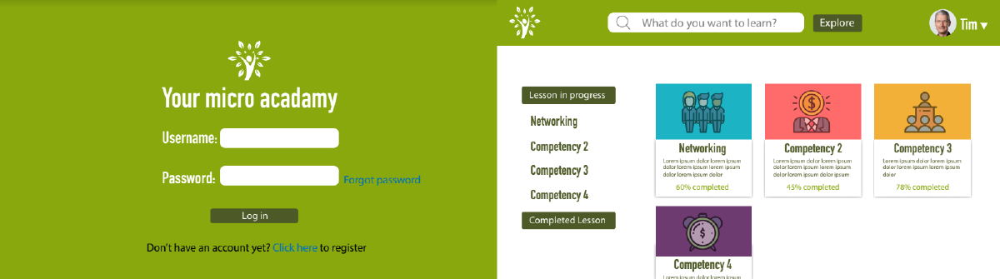 Your micro acadamy
Username:
Password:
Forgot password
Log in
Don't have an account yet? Click here to register
What do you want to learn?
Explore
Tim
Lesson in progress
Networking
Competency 2
Competency 3
Competency 4
Completed Lesson
Networking
Lorem ipsum dolor lorem ipsum
dolor lorem ipsum lorem ipsum
dolor lorem ipsum dolor
60% completed
Competency 2
Lorem ipsum dolor lorem ipsum
dolor lorem ipsum lorem ipsum
dolor lorem ipsum dolor ipsum
45% completed
Competency 3
Lorem ipsum dolor lorem ipsum
dolor lorem ipsum lorem ipsum
dolor
78% completed
Competency 4
Lorem ipsum dolor lorem ipsum